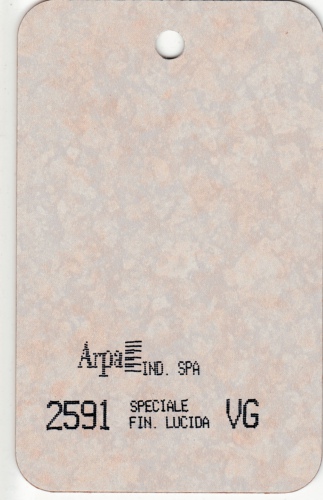 Arpa IND. SPA
2591 SPECIALE FIN. LUCIDA VG